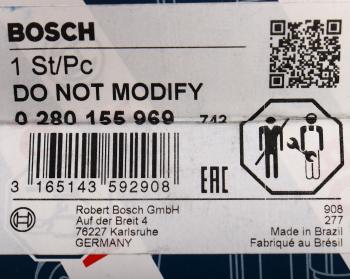 BOSCH
1 St/Pc
DO NOT MODIFY
0 280 155 969 743
3 165143 592908
EAC
Robert Bosch GmbH
Auf der Breit 4
76227 Karlsruhe
GERMANY
908
277
Made in Brazil
Fabriqué au Brésil